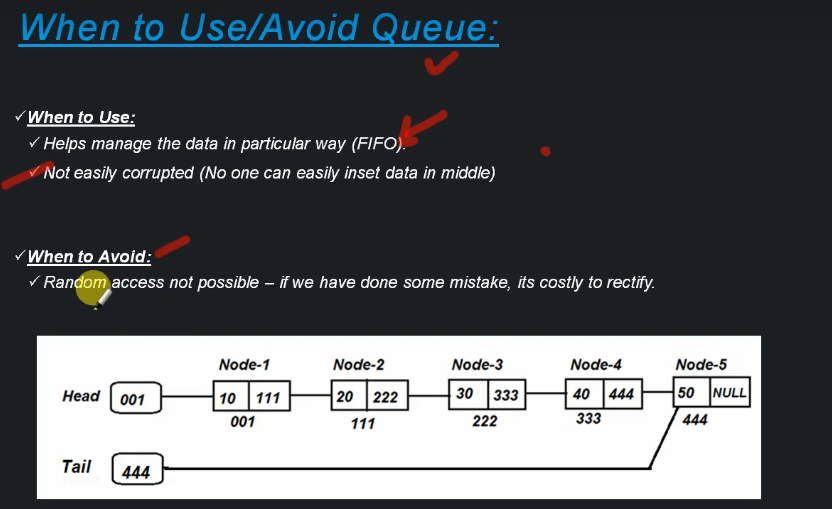 When to Use/Avoid Queue:
✓When to Use:
✓ Helps manage the data in particular way (FIFO).
✓ Not easily corrupted (No one can easily inset data in middle)
✓When to Avoid:
✓ Random access not possible – if we have done some mistake, its costly to rectify.
Node-1 Node-2 Node-3 Node-4 Node-5
Head 001 10 111 20 222 30 333 40 444 50 NULL
001 111 222 333 444
Tail 444